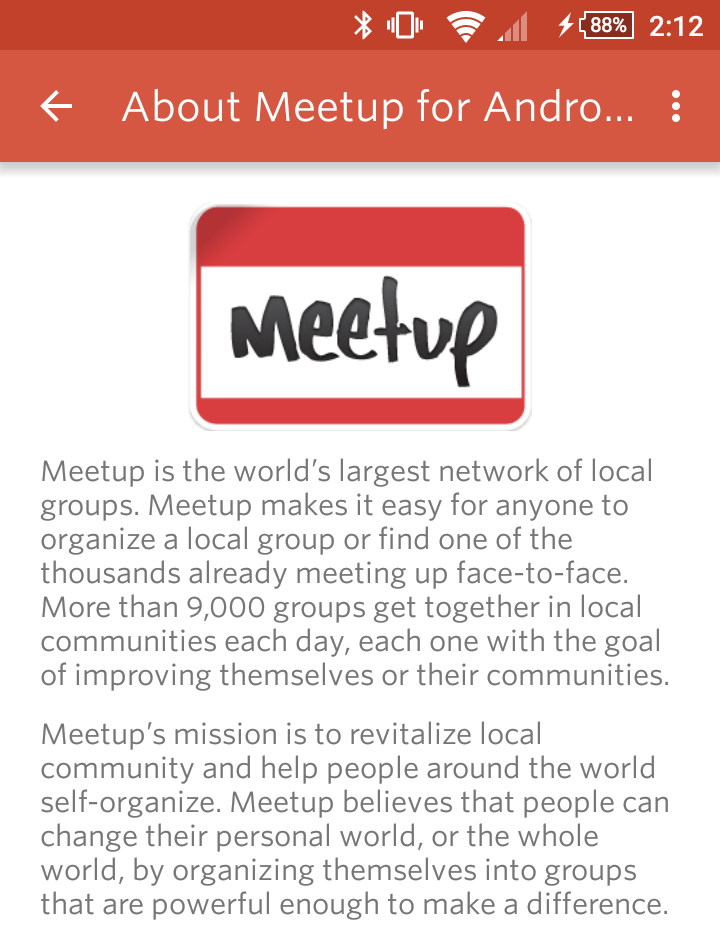 88% 2:12
About Meetup for Andro...
Meetup
Meetup is the world’s largest network of local
groups. Meetup makes it easy for anyone to
organize a local group or find one of the
thousands already meeting up face-to-face.
More than 9,000 groups get together in local
communities each day, each one with the goal
of improving themselves or their communities.
Meetup’s mission is to revitalize local
community and help people around the world
self-organize. Meetup believes that people can
change their personal world, or the whole
world, by organizing themselves into groups
that are powerful enough to make a difference.